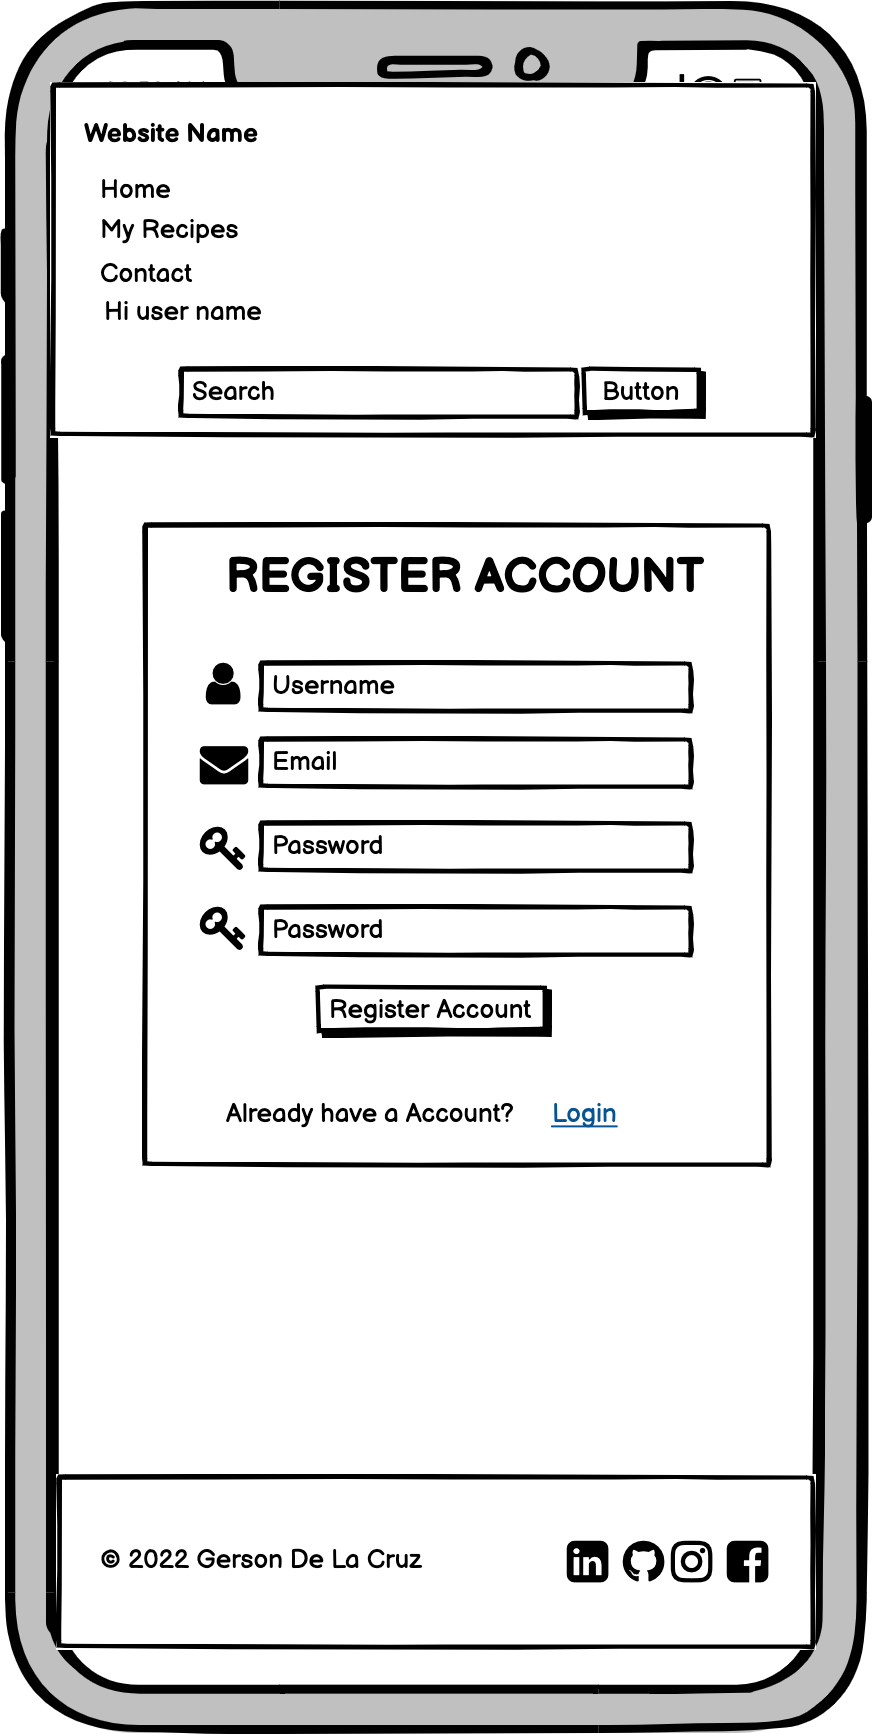 Website Name
Home
My Recipes
Contact
Hi user name
Search Button
REGISTER ACCOUNT
Username
Email
Password
Password
Register Account
Already have a Account? Login
© 2022 Gerson De La Cruz